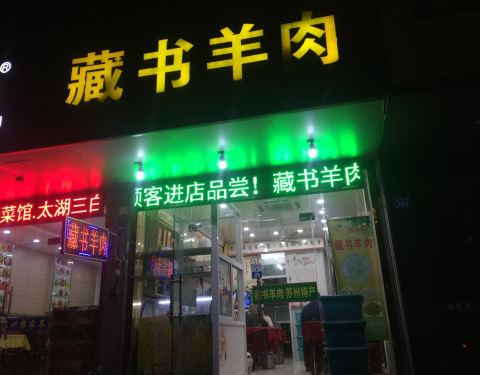 藏书羊肉
顾客进店品尝！藏书羊肉
菜馆.太湖三白
藏书羊肉
藏书羊肉
藏书羊肉 苏州特产